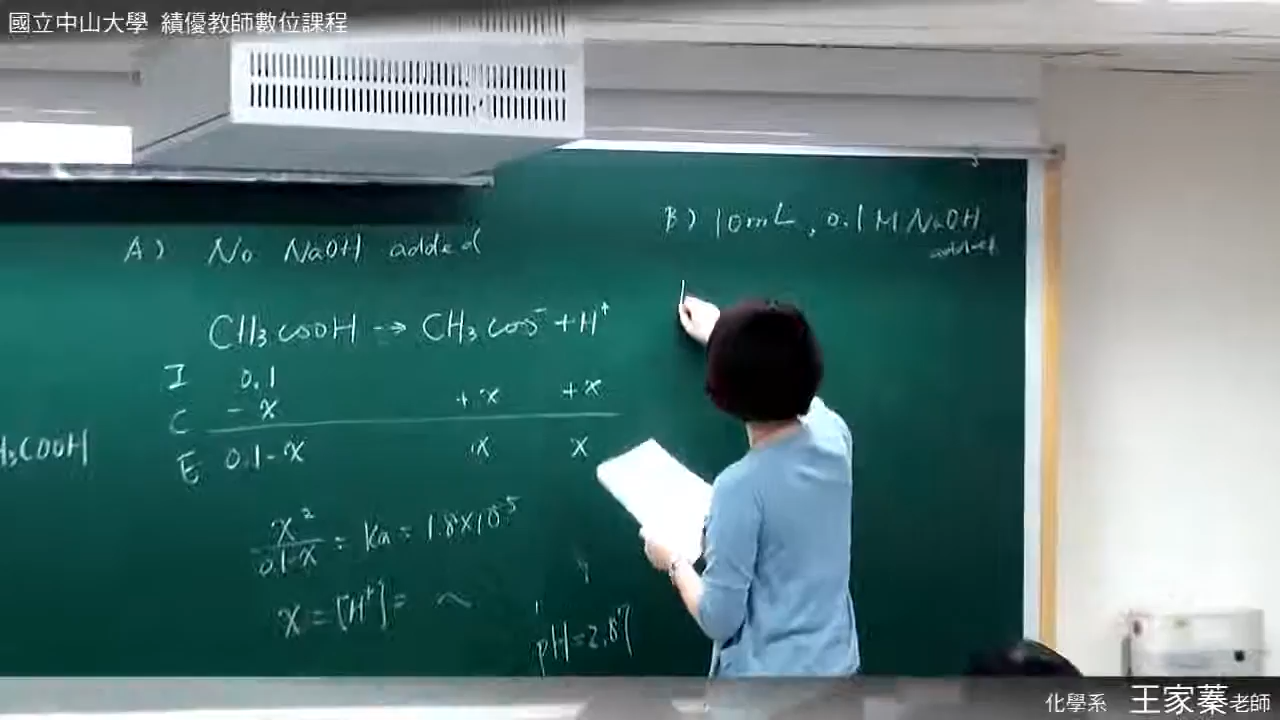 國立中山大學 績優教師數位課程
A) No NaOH added
CH3COOH → CH3COO⁻ + H⁺
I 0.1
C -x +x +x
E 0.1-x x x
x²/0.1-x = Ka = 1.8×10⁻⁵
x = [H⁺] = ~
pH=2.87
H3COOH
B) 10mL, 0.1M NaOH
added
化學系 王家蓁老師